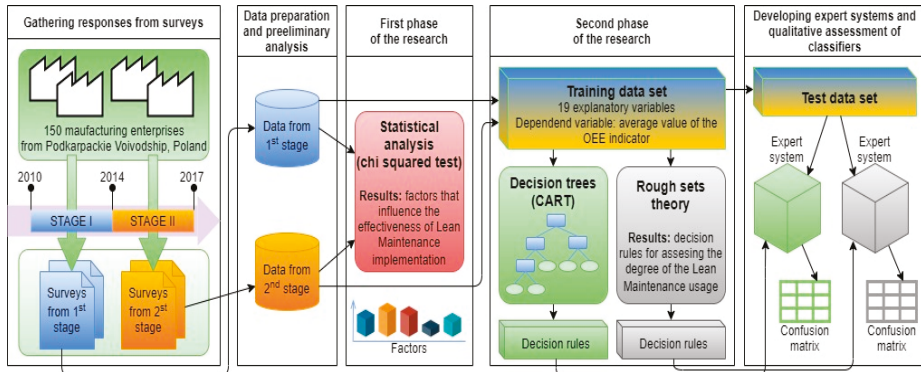 Gathering responses from surveys
150 maufacturing enterprises
from Podkarpackie Voivodship, Poland
2010
2014
2017
STAGE I
STAGE II
Surveys
from 1st
stage
Surveys
from 2st
stage
Data preparation
and preeliminary
analysis
Data from
1st stage
Data from
2nd stage
First phase
of the research
Statistical
analysis
(chi squared test)
Results: factors that
influence the
effectiveness of Lean
Maintenance
implementation
Factors
Second phase
of the research
Training data set
19 explanatory variables
Dependend variable: average value of the
OEE indicator
Decision trees
(CART)
Rough sets
theory
Results: decision
rules for assesing the
degree of the Lean
Maintenance usage
Decision rules
Decision rules
Developing expert systems and
qualitative assessment of
classifiers
Test data set
Expert
system
Expert
system
Confusion
matrix
Confusion
matrix